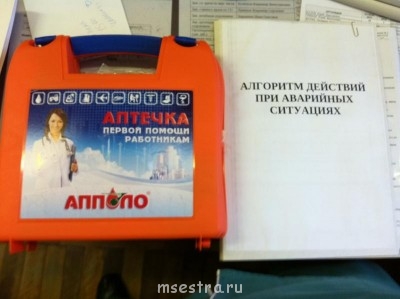 АПТЕЧКА
ПЕРВОЙ ПОМОЩИ
РАБОТНИКАМ
АППОЛО
АЛГОРИТМ ДЕЙСТВИЙ
ПРИ АВАРИЙНЫХ
СИТУАЦИЯХ
msestra.ru